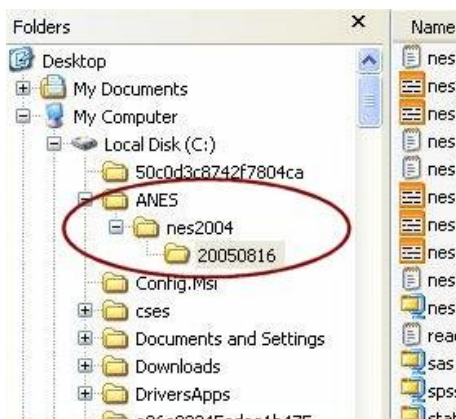 Folders
Desktop
My Documents
My Computer
Local Disk (C:)
50c0d3c8742f7804ca
ANES
nes2004
20050816
Config.Msi
cses
Documents and Settings
Downloads
DriversApps
Name
nes
nes
nes
nes
nes
nes
nes
nes
nes
nes
read
sas
spss